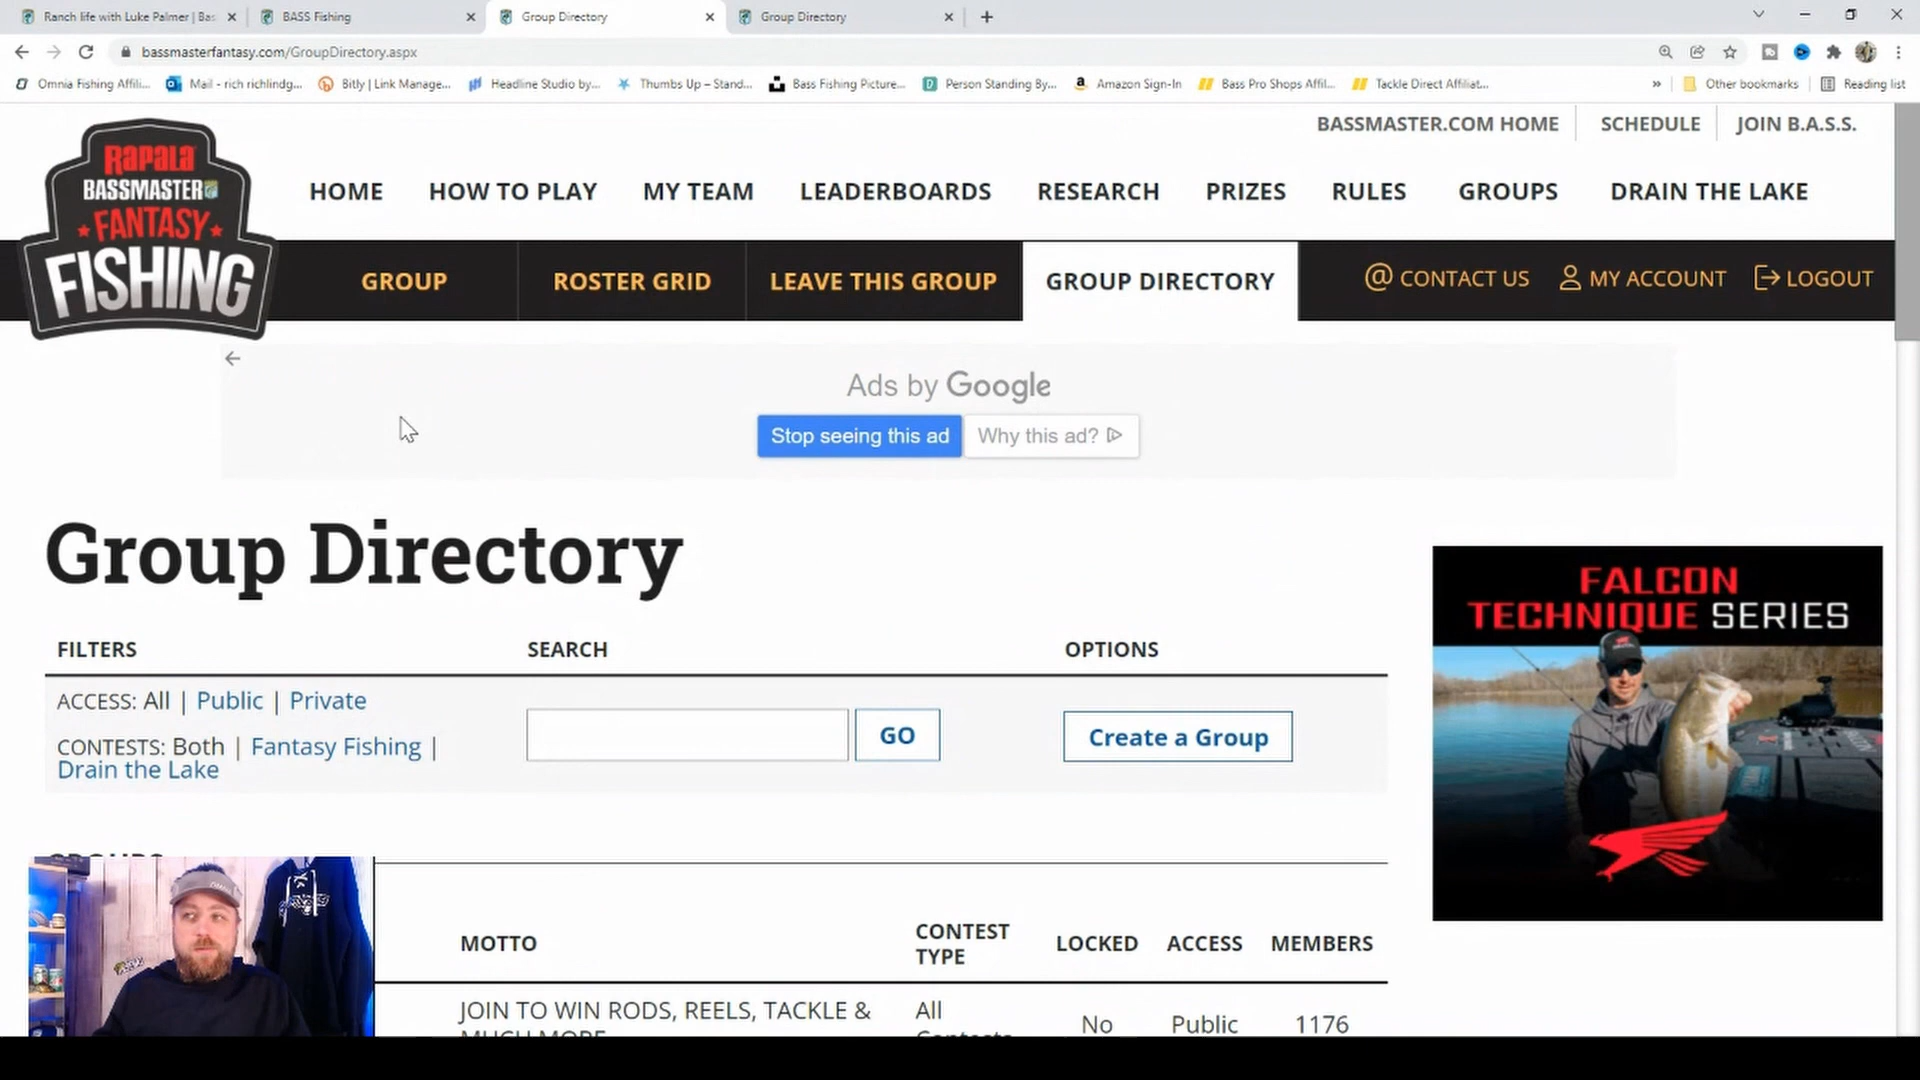 Ranch life with Luke Palmer | Bas
BASS Fishing
Group Directory
Group Directory
bassmasterfantasy.com/GroupDirectory.aspx
Omnia Fishing Affili...
Mail - rich richlindg...
Bitly | Link Manage...
Headline Studio by...
Thumbs Up – Stand...
Bass Fishing Picture...
Person Standing By...
Amazon Sign-In
Bass Pro Shops Affil...
Tackle Direct Affiliat...
»
Other bookmarks
Reading list
BASSMASTER.COM HOME
SCHEDULE
JOIN B.A.S.S.
Rapala
BASSMASTER
FANTASY
FISHING
HOME
HOW TO PLAY
MY TEAM
LEADERBOARDS
RESEARCH
PRIZES
RULES
GROUPS
DRAIN THE LAKE
GROUP
ROSTER GRID
LEAVE THIS GROUP
GROUP DIRECTORY
CONTACT US
MY ACCOUNT
LOGOUT
Ads by Google
Stop seeing this ad
Why this ad?
Group Directory
FILTERS
SEARCH
OPTIONS
ACCESS: All | Public | Private
CONTESTS: Both | Fantasy Fishing |
Drain the Lake
GO
Create a Group
FALCON
TECHNIQUE SERIES
GROUPS
MOTTO
CONTEST
TYPE
LOCKED
ACCESS
MEMBERS
JOIN TO WIN RODS, REELS, TACKLE &
MUCH MORE
All
Contests
No
Public
1176